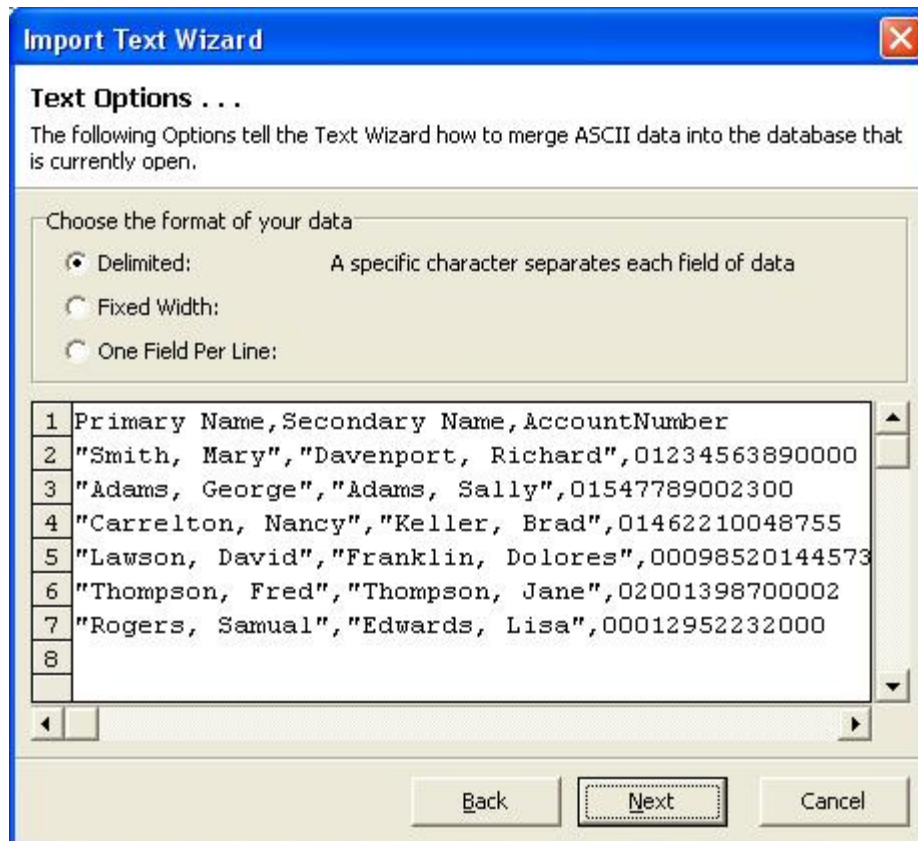 Import Text Wizard
Text Options . . .
The following Options tell the Text Wizard how to merge ASCII data into the database that
is currently open.
Choose the format of your data
Delimited: A specific character separates each field of data
Fixed Width:
One Field Per Line:
1 Primary Name,Secondary Name,AccountNumber
2 "Smith, Mary","Davenport, Richard",01234563890000
3 "Adams, George","Adams, Sally",01547789002300
4 "Carrelton, Nancy","Keller, Brad",01462210048755
5 "Lawson, David","Franklin, Dolores",00098520144573
6 "Thompson, Fred","Thompson, Jane",02001398700002
7 "Rogers, Samual","Edwards, Lisa",00012952232000
8
Back Next Cancel